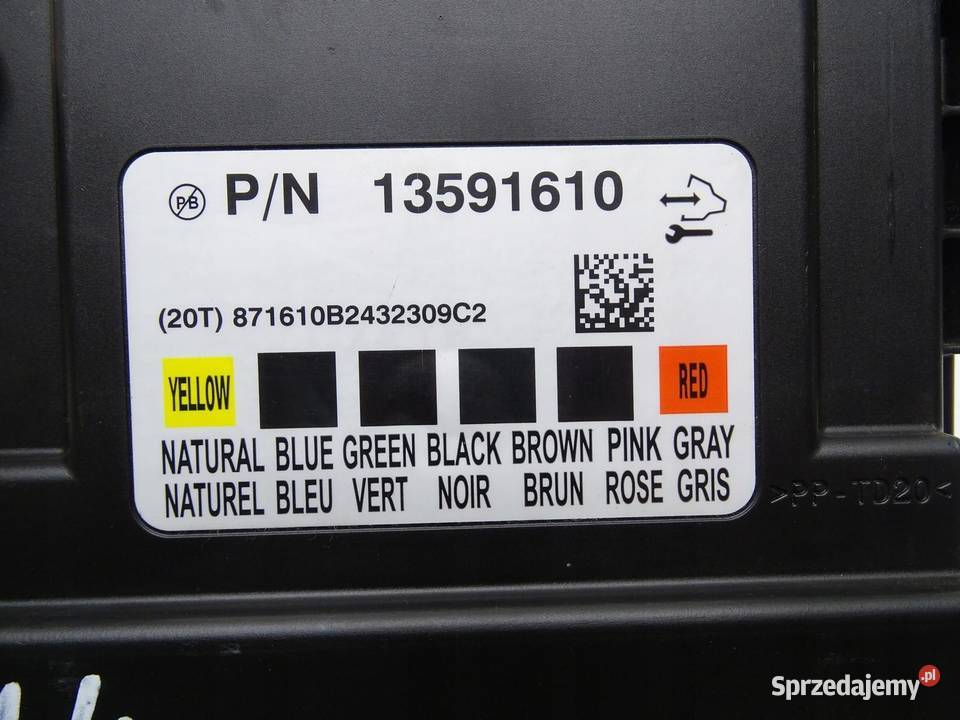 PB P/N 13591610
(20T) 871610B2432309C2
YELLOW RED
NATURAL BLUE GREEN BLACK BROWN PINK GRAY
NATUREL BLEU VERT NOIR BRUN ROSE GRIS
>PP-TD20<
Sprzedajemy.pl